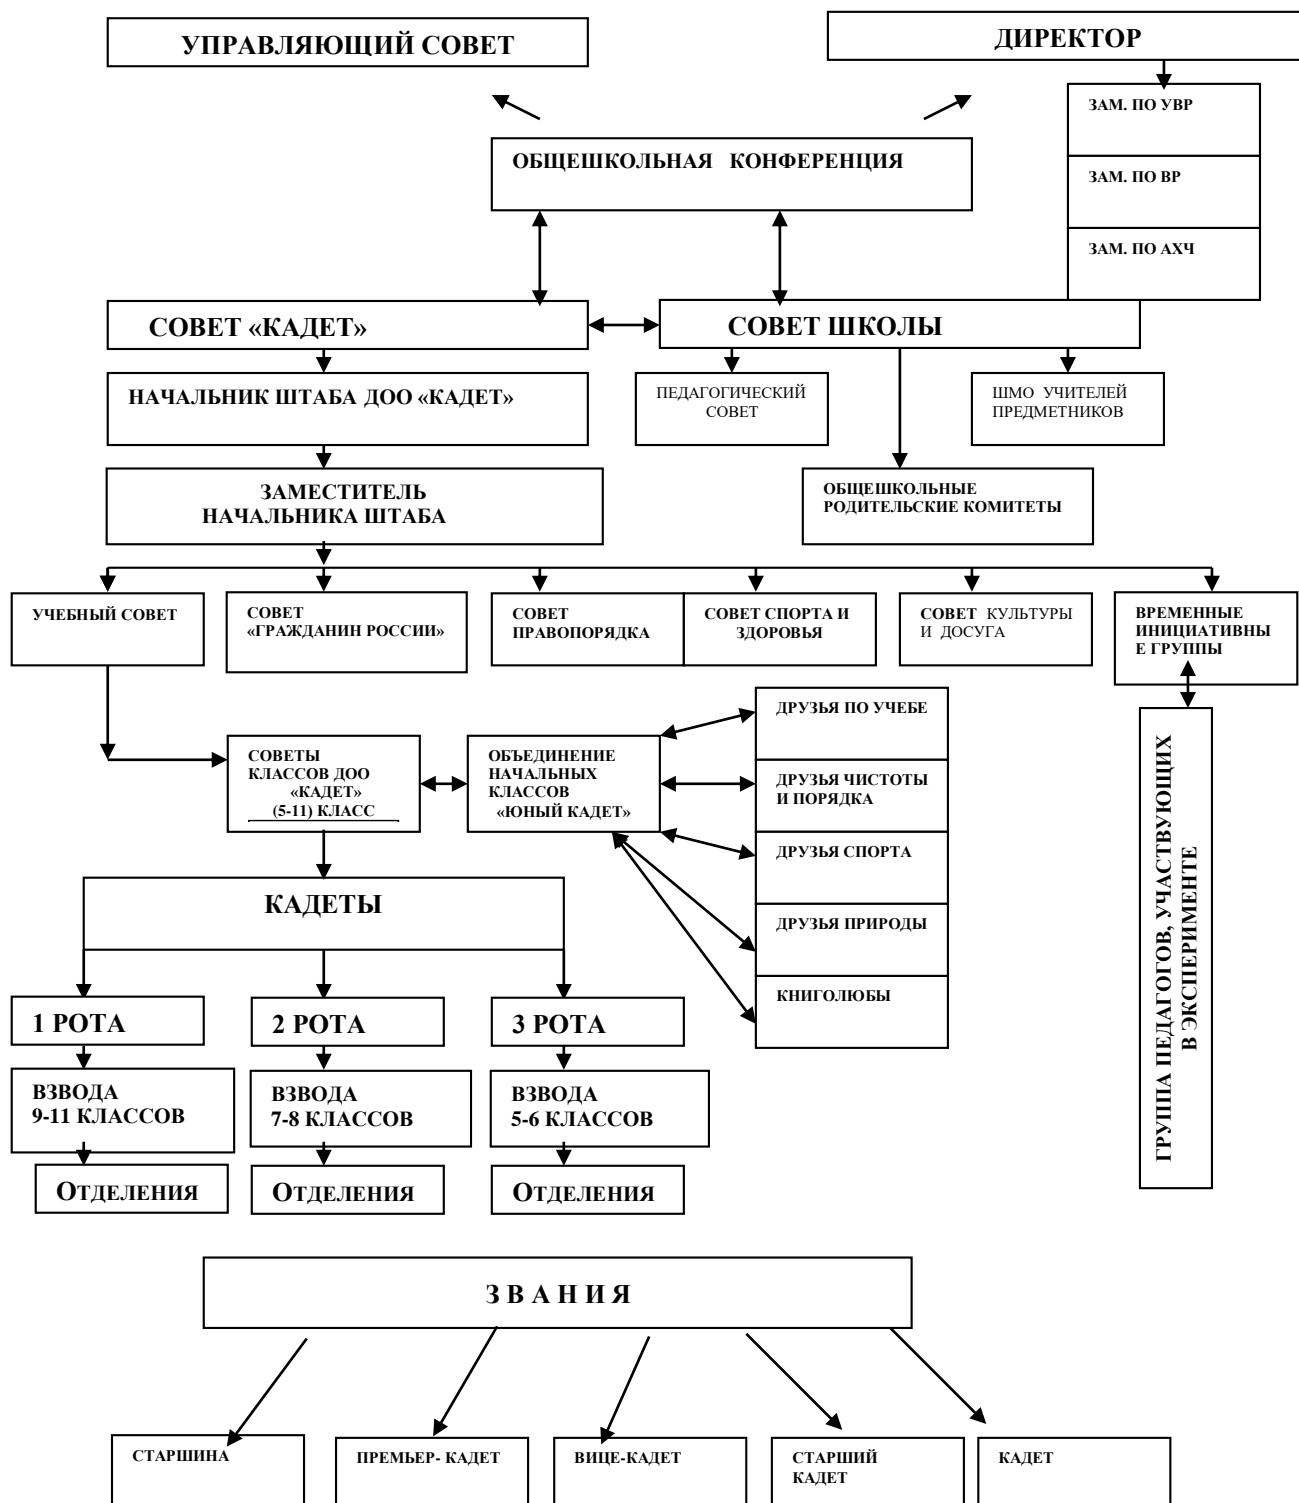 УПРАВЛЯЮЩИЙ СОВЕТ
ДИРЕКТОР
ЗАМ. ПО УВР
ЗАМ. ПО ВР
ЗАМ. ПО АХЧ
ОБЩЕШКОЛЬНАЯ КОНФЕРЕНЦИЯ
СОВЕТ «КАДЕТ»
СОВЕТ ШКОЛЫ
НАЧАЛЬНИК ШТАБА ДОО «КАДЕТ»
ПЕДАГОГИЧЕСКИЙ
СОВЕТ
ШМО УЧИТЕЛЕЙ
ПРЕДМЕТНИКОВ
ЗАМЕСТИТЕЛЬ
НАЧАЛЬНИКА ШТАБА
ОБЩЕШКОЛЬНЫЕ
РОДИТЕЛЬСКИЕ КОМИТЕТЫ
УЧЕБНЫЙ СОВЕТ
СОВЕТ
«ГРАЖДАНИН РОССИИ»
СОВЕТ
ПРАВОПОРЯДКА
СОВЕТ СПОРТА И
ЗДОРОВЬЯ
СОВЕТ КУЛЬТУРЫ
И ДОСУГА
ВРЕМЕННЫЕ
ИНИЦИАТИВНЫ
Е ГРУППЫ
СОВЕТЫ
КЛАССОВ ДОО
«КАДЕТ»
(5-11) КЛАСС
ОБЪЕДИНЕНИЕ
НАЧАЛЬНЫХ
КЛАССОВ
«ЮНЫЙ КАДЕТ»
ДРУЗЬЯ ПО УЧЕБЕ
ДРУЗЬЯ ЧИСТОТЫ
И ПОРЯДКА
ДРУЗЬЯ СПОРТА
ДРУЗЬЯ ПРИРОДЫ
КНИГОЛЮБЫ
ГРУППА ПЕДАГОГОВ, УЧАСТВУЮЩИХ
В ЭКСПЕРИМЕНТЕ
КАДЕТЫ
1 РОТА
2 РОТА
3 РОТА
ВЗВОДА
9-11 КЛАССОВ
ВЗВОДА
7-8 КЛАССОВ
ВЗВОДА
5-6 КЛАССОВ
ОТДЕЛЕНИЯ
ОТДЕЛЕНИЯ
ОТДЕЛЕНИЯ
З В А Н И Я
СТАРШИНА
ПРЕМЬЕР- КАДЕТ
ВИЦЕ-КАДЕТ
СТАРШИЙ
КАДЕТ
КАДЕТ